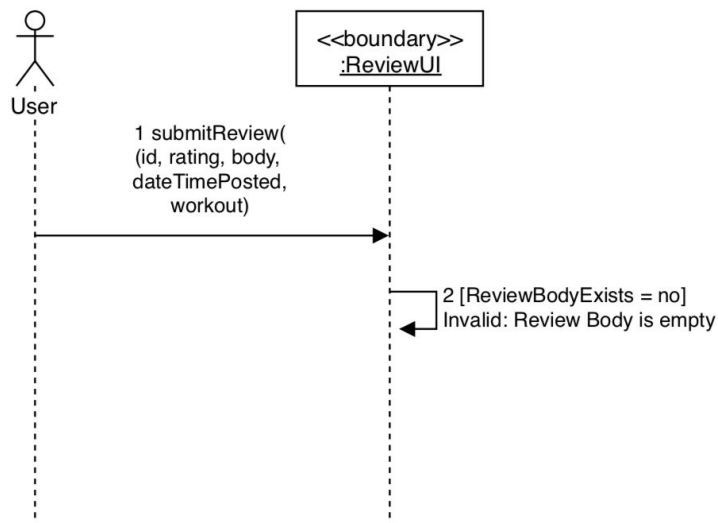 <<boundary>>
:ReviewUI
User
1 submitReview(
(id, rating, body,
dateTimePosted,
workout)
2 [ReviewBodyExists = no]
Invalid: Review Body is empty